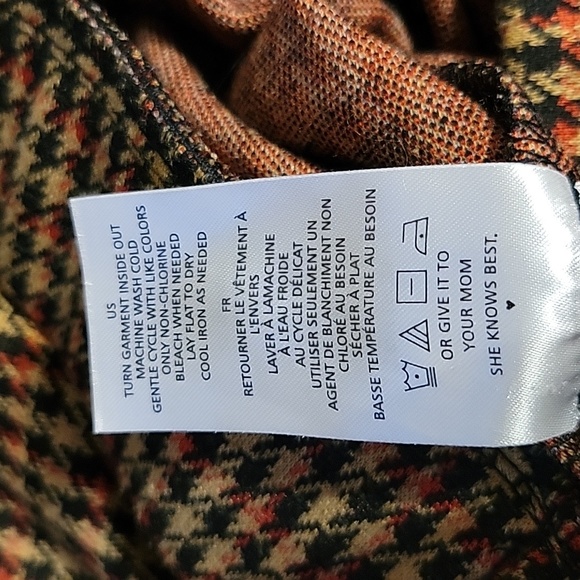 US
TURN GARMENT INSIDE OUT
MACHINE WASH COLD
GENTLE CYCLE WITH LIKE COLORS
ONLY NON-CHLORINE
BLEACH WHEN NEEDED
LAY FLAT TO DRY
COOL IRON AS NEEDED
FR
RETOURNER LE VÊTEMENT À
L'ENVERS
LAVER À LAMACHINE
À L'EAU FROIDE
AU CYCLE DÉLICAT
UTILISER SEULEMENT UN
AGENT DE BLANCHIMENT NON
CHLORÉ AU BESOIN
SÉCHER À PLAT
BASSE TEMPÉRATURE AU BESOIN
OR GIVE IT TO
YOUR MOM
SHE KNOWS BEST.
♥